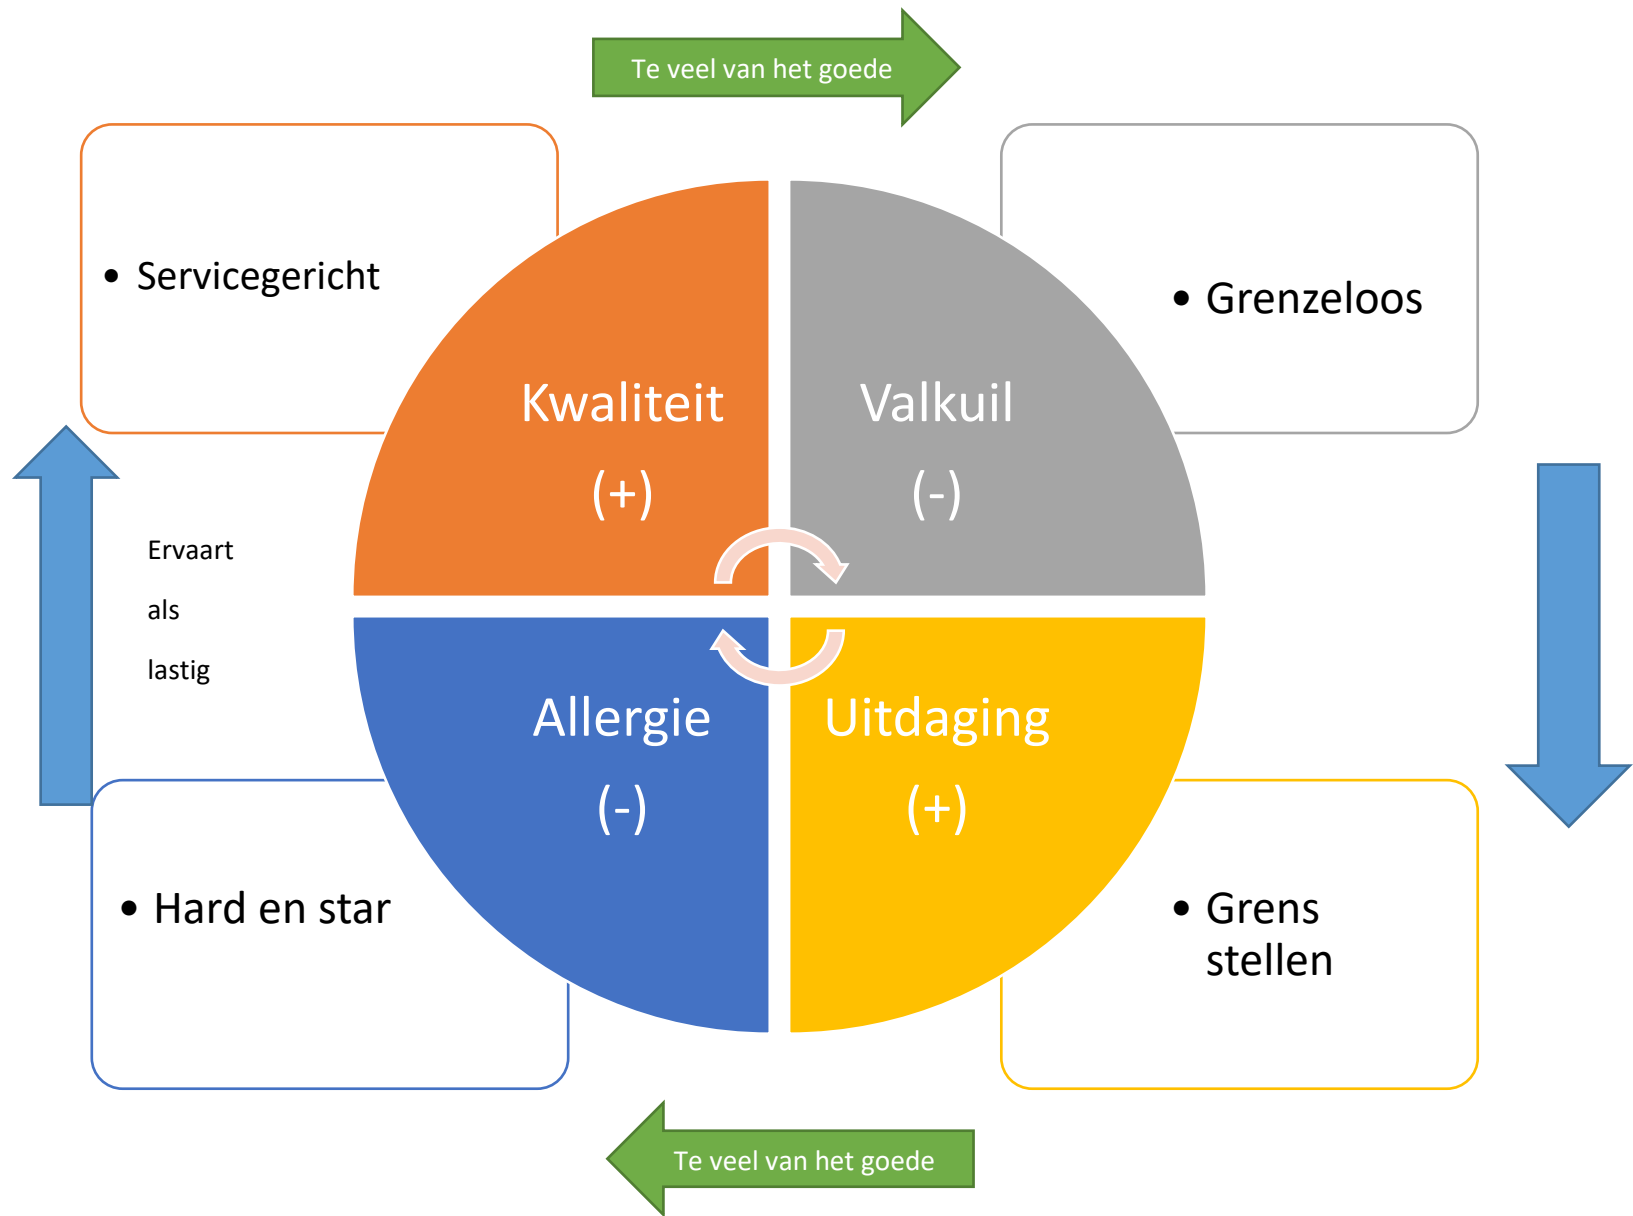 Te veel van het goede
• Servicegericht
• Grenzeloos
Kwaliteit
(+)
Valkuil
(-)
Ervaart
als
lastig
Allergie
(-)
Uitdaging
(+)
• Hard en star
• Grens
stellen
Te veel van het goede